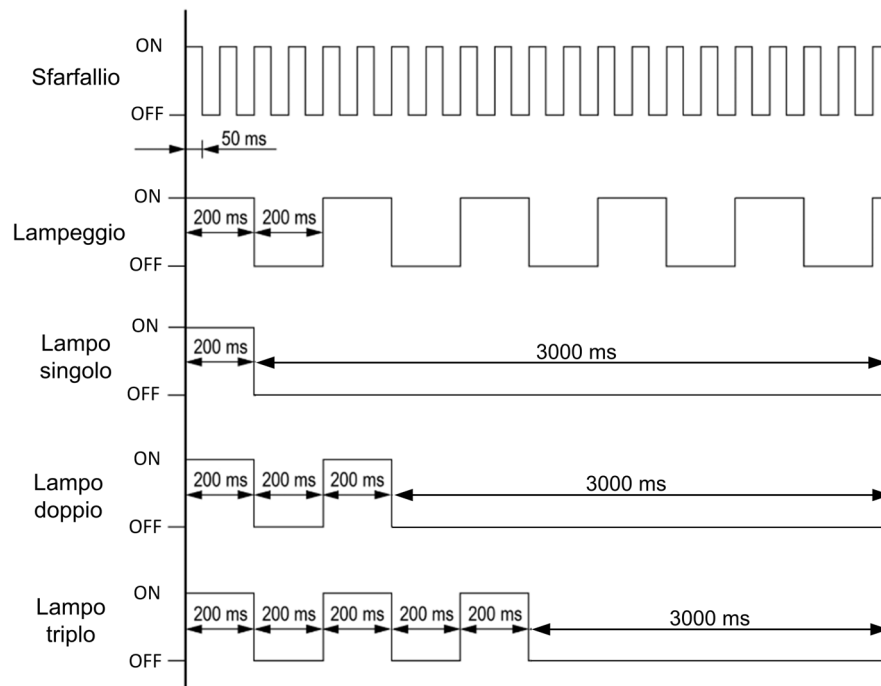 ON
Sfarfallio
OFF
50 ms
ON
200 ms 200 ms
Lampeggio
OFF
ON
Lampo
singolo
200 ms
3000 ms
OFF
ON
Lampo
doppio
200 ms 200 ms 200 ms
3000 ms
OFF
ON
Lampo
triplo
200 ms 200 ms 200 ms 200 ms 200 ms
3000 ms
OFF